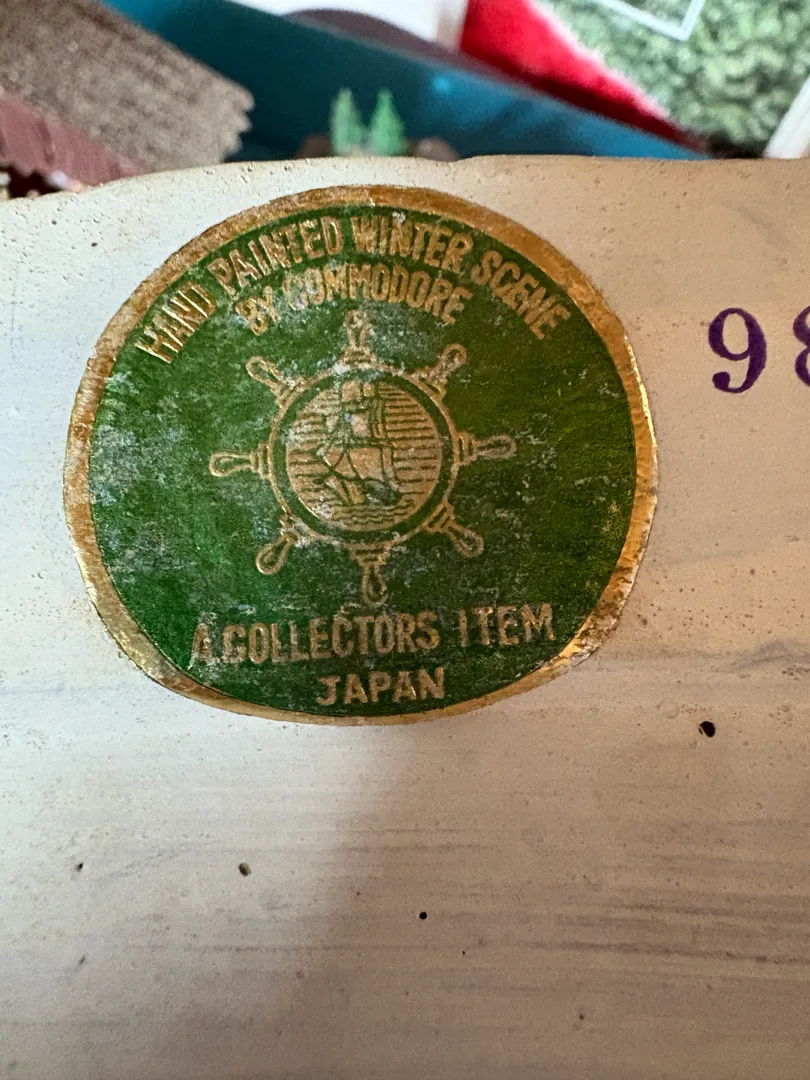 HAND PAINTED WINTER SCENE
BY COMMODORE
A COLLECTORS ITEM
JAPAN
98